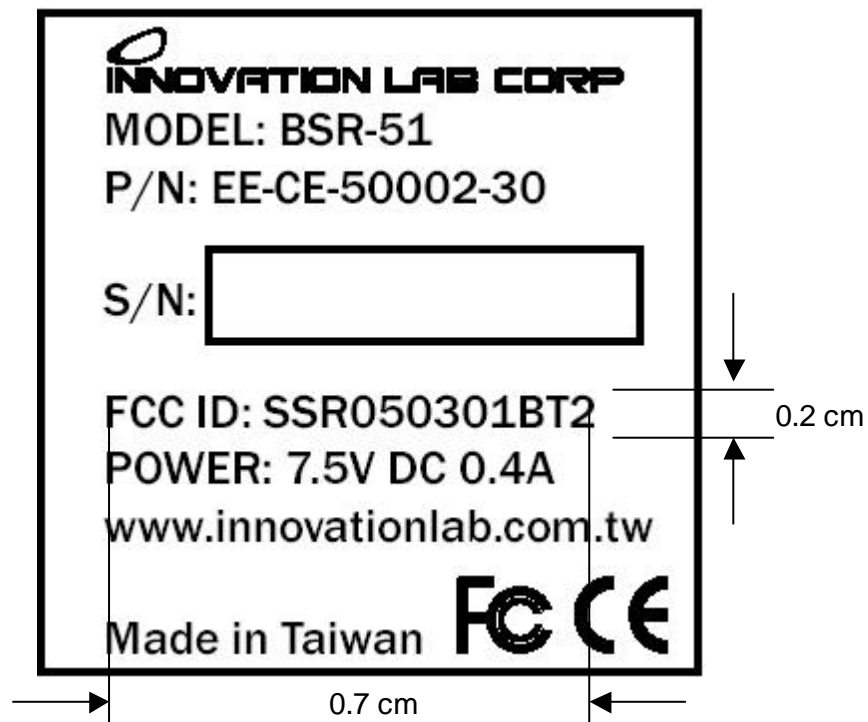 INNOVATION LAB CORP
MODEL: BSR-51
P/N: EE-CE-50002-30
S/N:
FCC ID: SSR050301BT2
0.2 cm
POWER: 7.5V DC 0.4A
www.innovationlab.com.tw
Made in Taiwan FC CE
0.7 cm